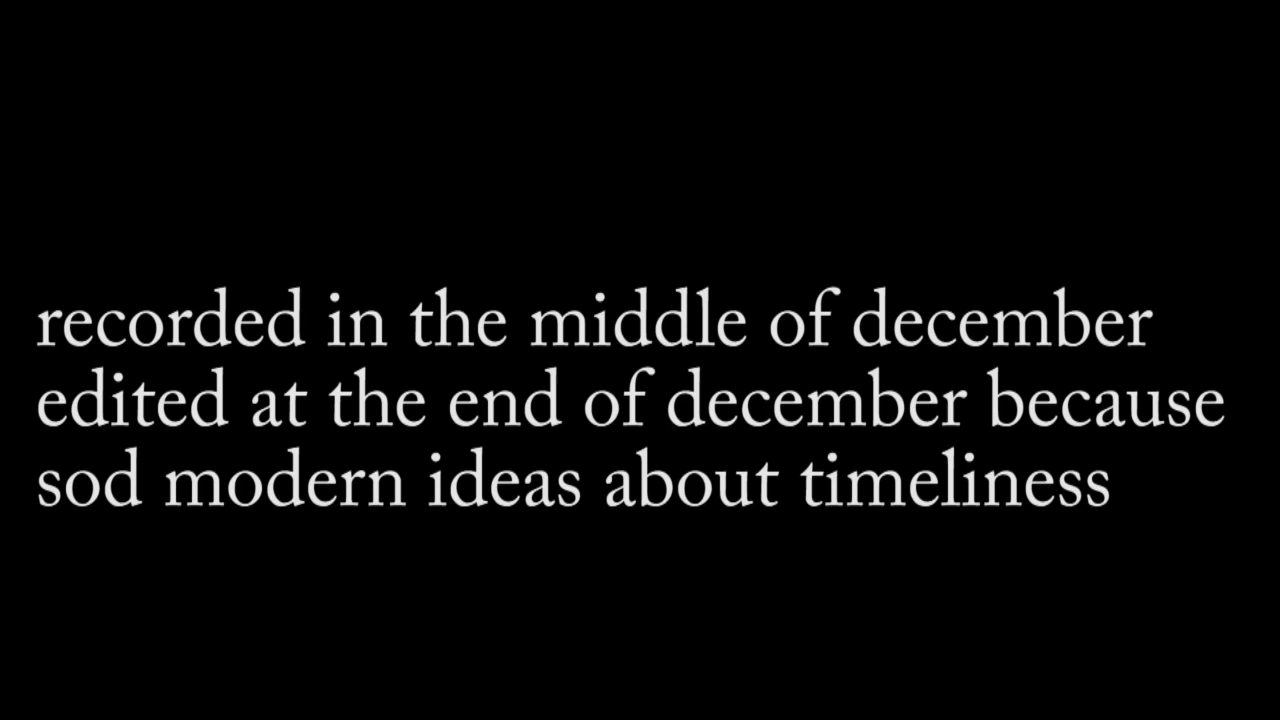 recorded in the middle of december
edited at the end of december because
sod modern ideas about timeliness